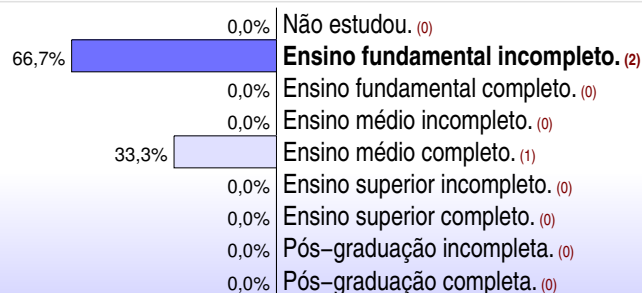 0,0% Não estudou. (0)
66,7% Ensino fundamental incompleto. (2)
0,0% Ensino fundamental completo. (0)
0,0% Ensino médio incompleto. (0)
33,3% Ensino médio completo. (1)
0,0% Ensino superior incompleto. (0)
0,0% Ensino superior completo. (0)
0,0% Pós−graduação incompleta. (0)
0,0% Pós−graduação completa. (0)